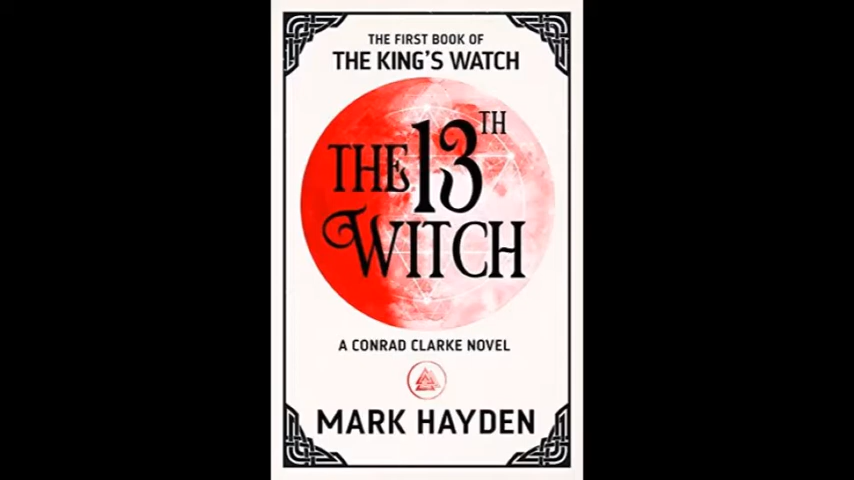 THE FIRST BOOK OF
THE KING'S WATCH
THE 13TH
WITCH
A CONRAD CLARKE NOVEL
MARK HAYDEN